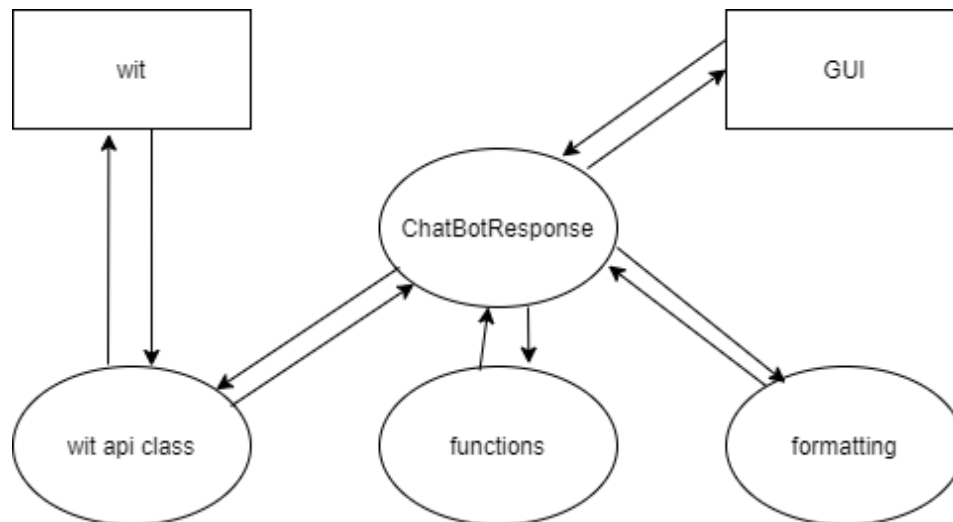 wit
GUI
ChatBotResponse
wit api class
functions
formatting